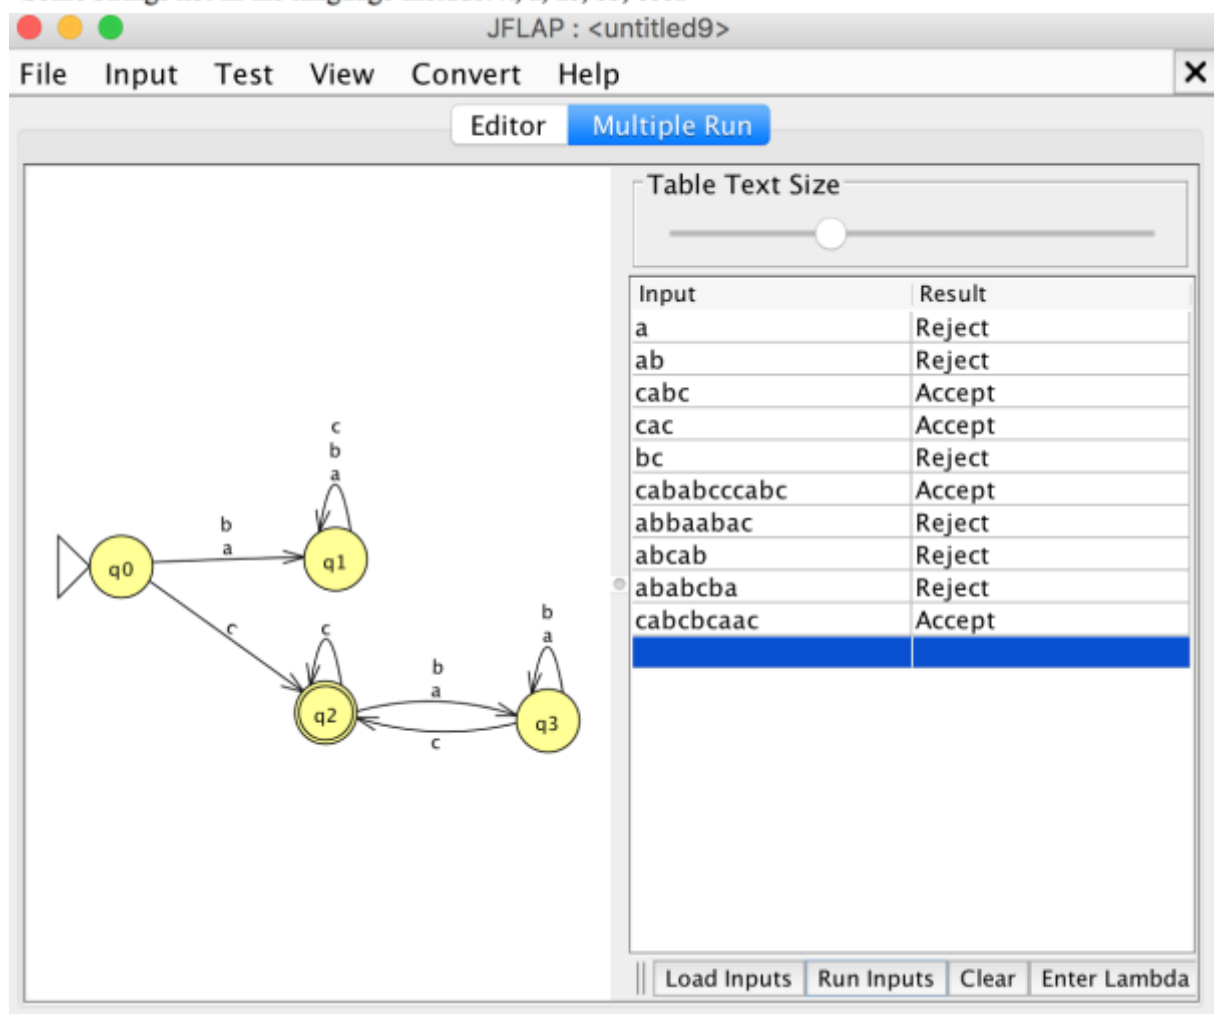 JFLAP : <untitled9>
File Input Test View Convert Help
Editor Multiple Run
Table Text Size
Input Result
a Reject
ab Reject
cabc Accept
cac Accept
bc Reject
cababcccabc Accept
abbaabac Reject
abcab Reject
ababcba Reject
cabcbcaac Accept
c
b
a
b
a
q0
q1
c
c
q2
b
a
c
b
a
q3
Load Inputs Run Inputs Clear Enter Lambda